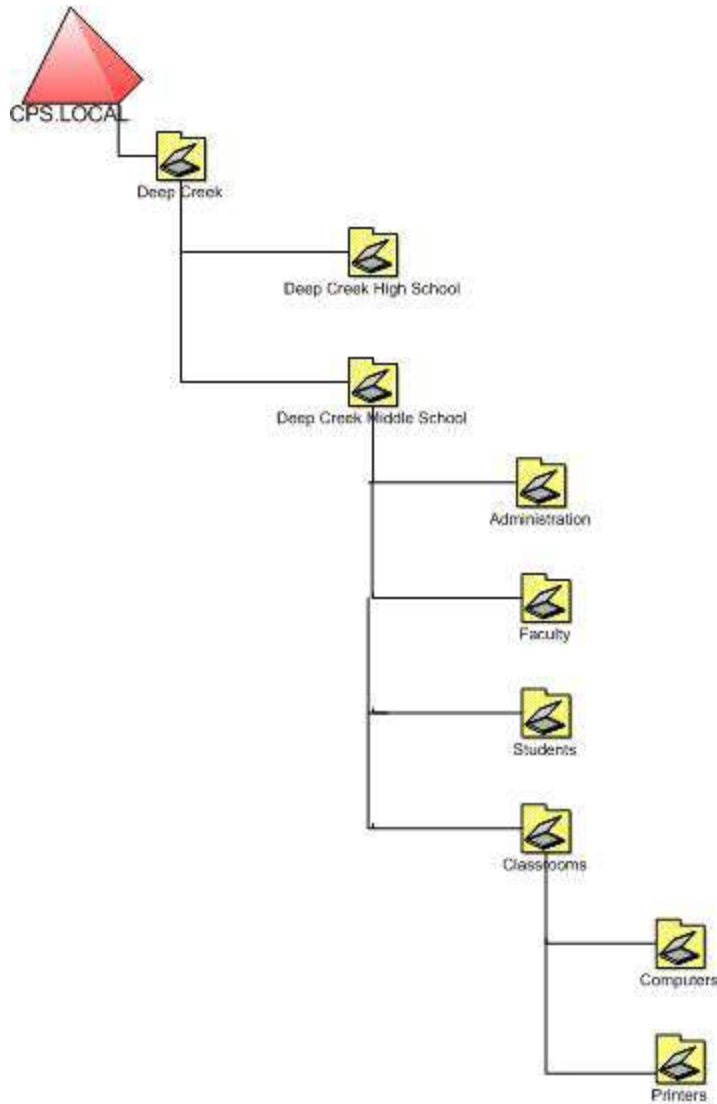 CPS.LOCAL
Deep Creek
Deep Creek High School
Deep Creek Middle School
Administration
Faculty
Students
Classrooms
Computers
Printers